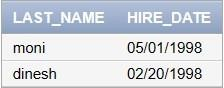 LAST_NAME HIRE_DATE
moni 05/01/1998
dinesh 02/20/1998